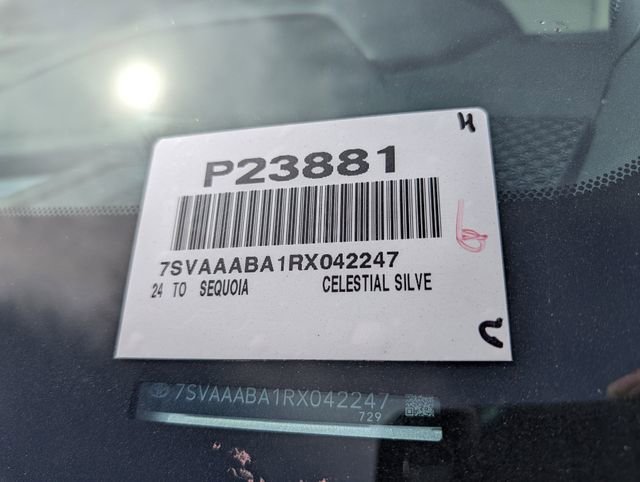 H
P23881
7SVAAABA1RX042247
24 TO SEQUOIA CELESTIAL SILVE
7SVAAABA1RX042247
729